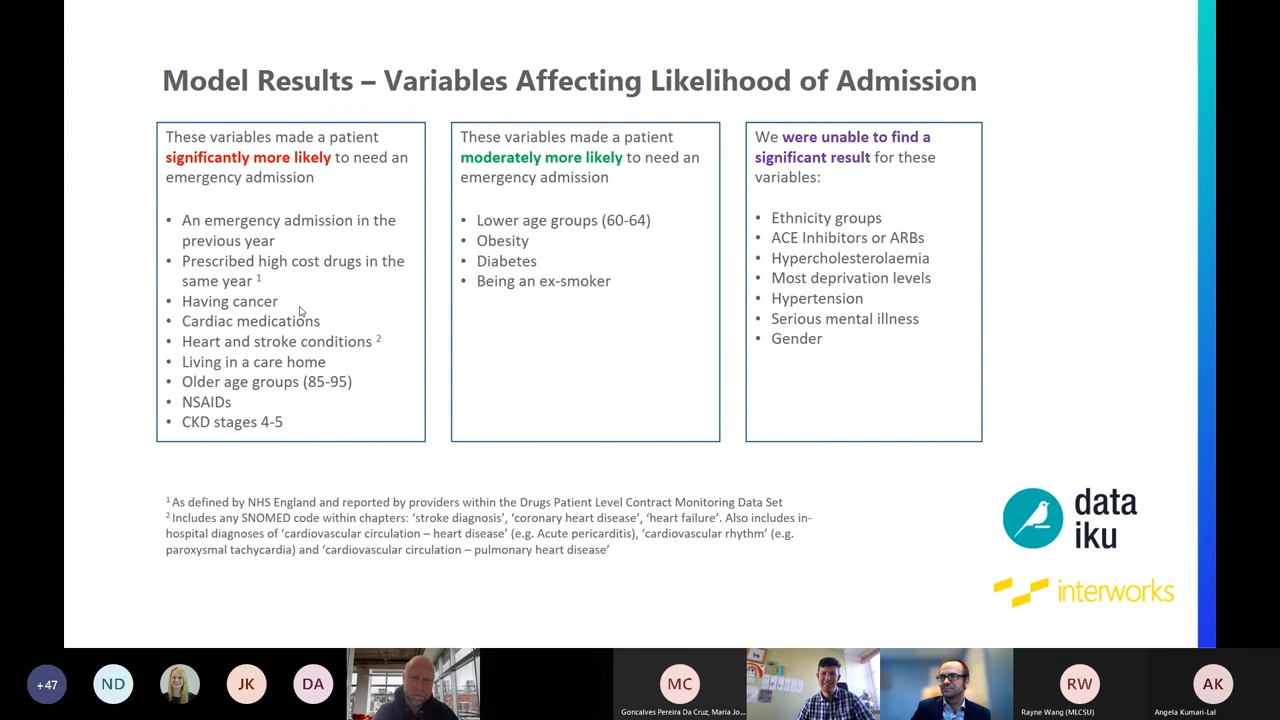 Model Results – Variables Affecting Likelihood of Admission
These variables made a patient
significantly more likely to need an
emergency admission
• An emergency admission in the
previous year
• Prescribed high cost drugs in the
same year 1
• Having cancer
• Cardiac medications
• Heart and stroke conditions 2
• Living in a care home
• Older age groups (85-95)
• NSAIDs
• CKD stages 4-5
These variables made a patient
moderately more likely to need an
emergency admission
• Lower age groups (60-64)
• Obesity
• Diabetes
• Being an ex-smoker
We were unable to find a
significant result for these
variables:
• Ethnicity groups
• ACE Inhibitors or ARBs
• Hypercholesterolaemia
• Most deprivation levels
• Hypertension
• Serious mental illness
• Gender
1 As defined by NHS England and reported by providers within the Drugs Patient Level Contract Monitoring Data Set
2 Includes any SNOMED code within chapters: ‘stroke diagnosis’, ‘coronary heart disease’, ‘heart failure’. Also includes in-
hospital diagnoses of ‘cardiovascular circulation – heart disease’ (e.g. Acute pericarditis), ‘cardiovascular rhythm’ (e.g.
paroxysmal tachycardia) and ‘cardiovascular circulation – pulmonary heart disease’
data
iku
interworks
+47
ND
JK
DA
MC
Goncalves Pereira Da Cruz, Maria Jo...
RW
Rayne Wang (MLCSU)
AK
Angela Kumari-Lal